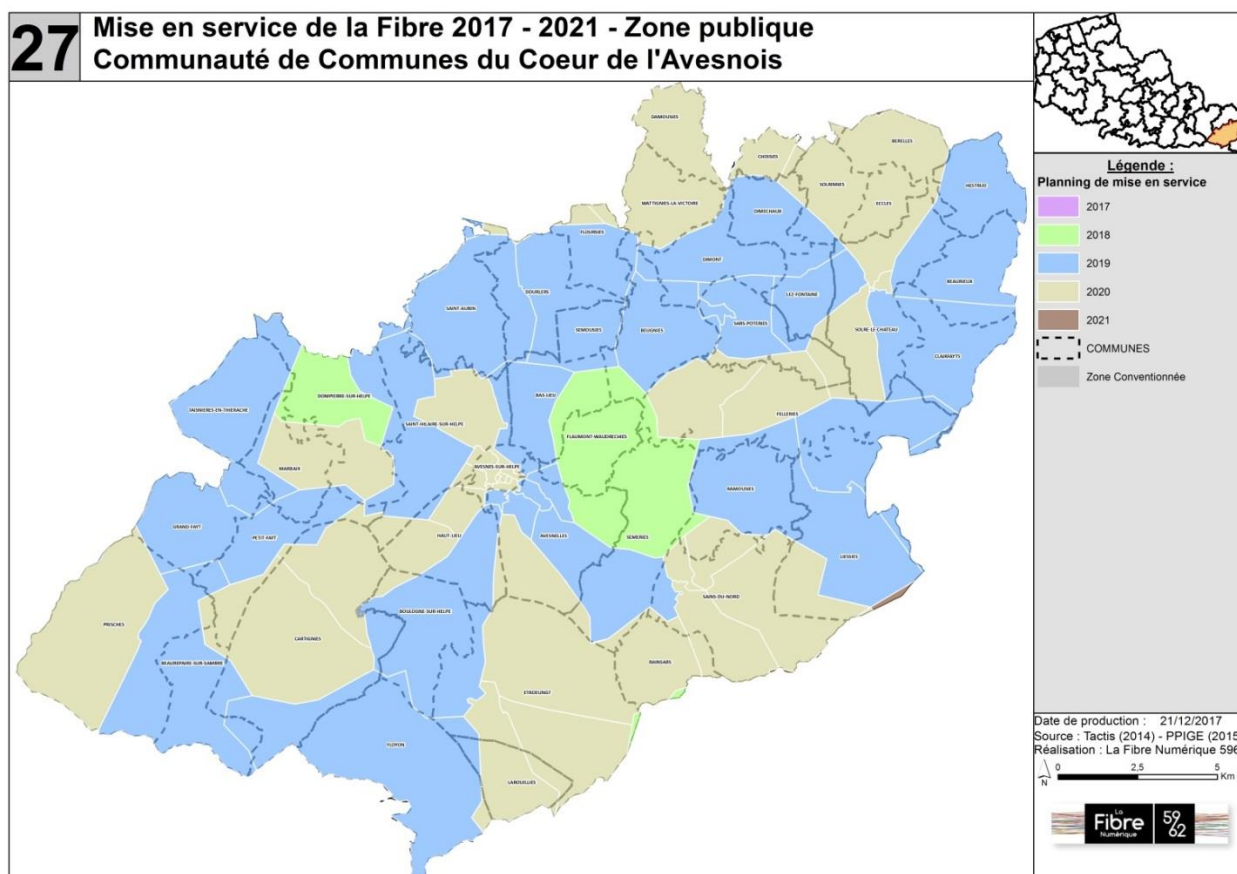 27
Mise en service de la Fibre 2017 - 2021 - Zone publique
Communauté de Communes du Coeur de l'Avesnois
DAMOUSIES
CHOISIES
BERELLES
SOLRINNES
ECCLES
HESTRUD
WATTIGNIES-LA-VICTOIRE
DIMECHAUX
FLOURSIES
DIMONT
BEAURIEUX
LEZ-FONTAINE
DOURLERS
SAINT-AUBIN
SEMOUSIES
BEUGNIES
SARS-POTERIES
SOLRE-LE-CHATEAU
CLAIRFAYTS
DOMPIERRE-SUR-HELPE
BAS-LIEU
TAISNIERES-EN-THIERACHE
FELLERIES
SAINT-HILAIRE-SUR-HELPE
FLAUMONT-WAUDRECHIES
MARBAIX
AVESNES-SUR-HELPE
RAMOUSIES
GRAND-FAYT
PETIT-FAYT
HAUT-LIEU
AVESNELLES
SEMERIES
LIESSIES
SAINS-DU-NORD
BOULOGNE-SUR-HELPE
PRISCHES
CARTIGNIES
RAINSARS
BEAUREPAIRE-SUR-SAMBRE
ETROEUNGT
FLOYON
LAROUILLIES
Légende :
Planning de mise en service
2017
2018
2019
2020
2021
COMMUNES
Zone Conventionnée
Date de production : 21/12/2017
Source : Tactis (2014) - PPIGE (2015
Réalisation : La Fibre Numérique 596
N
0 2,5 5
Km
La
Fibre
Numérique
59
62